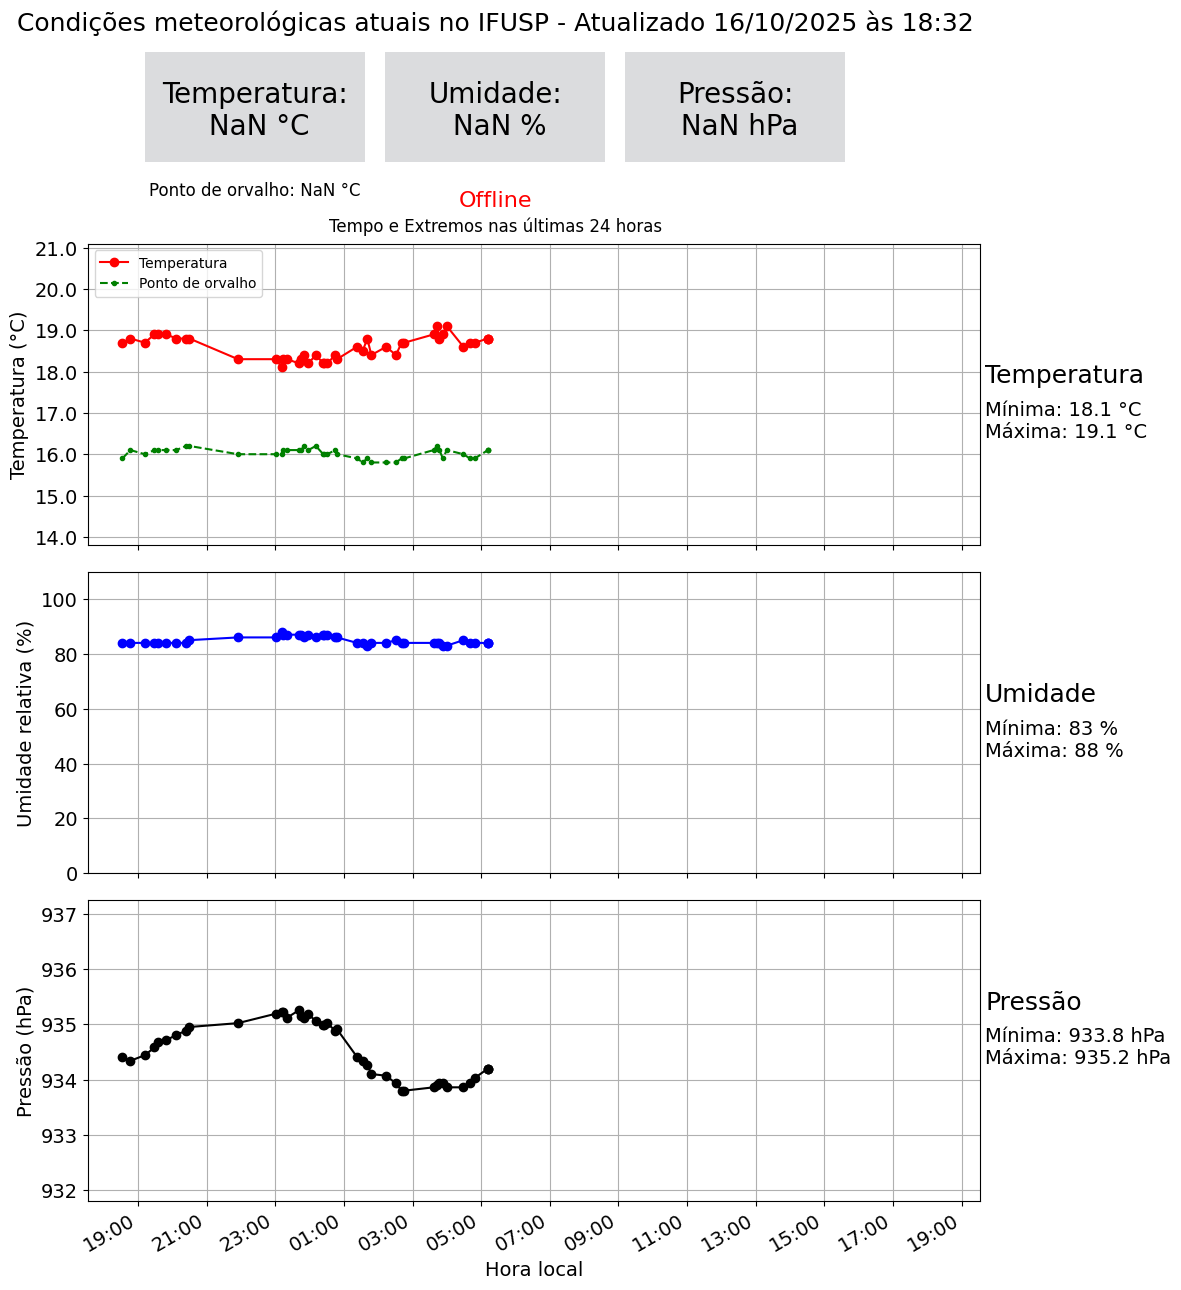 Condições meteorológicas atuais no IFUSP - Atualizado 16/10/2025 às 18:32
Temperatura:
NaN °C
Umidade:
NaN %
Pressão:
NaN hPa
Ponto de orvalho: NaN °C
Offline
Tempo e Extremos nas últimas 24 horas
Temperatura
Ponto de orvalho
Temperatura (°C)
21.0
20.0
19.0
18.0
17.0
16.0
15.0
14.0
Temperatura
Mínima: 18.1 °C
Máxima: 19.1 °C
Umidade relativa (%)
100
80
60
40
20
0
Umidade
Mínima: 83 %
Máxima: 88 %
Pressão (hPa)
937
936
935
934
933
932
Pressão
Mínima: 933.8 hPa
Máxima: 935.2 hPa
19:00
21:00
23:00
01:00
03:00
05:00
07:00
09:00
11:00
13:00
15:00
17:00
19:00
Hora local